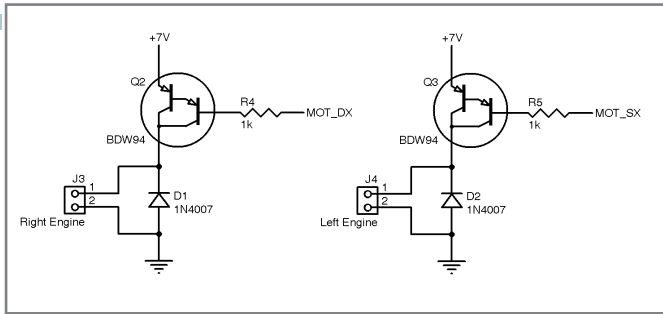 +7V
Q2
R4
1k
MOT_DX
BDW94
J3
1
2
D1
1N4007
Right Engine
+7V
Q3
R5
1k
MOT_SX
BDW94
J4
1
2
D2
1N4007
Left Engine